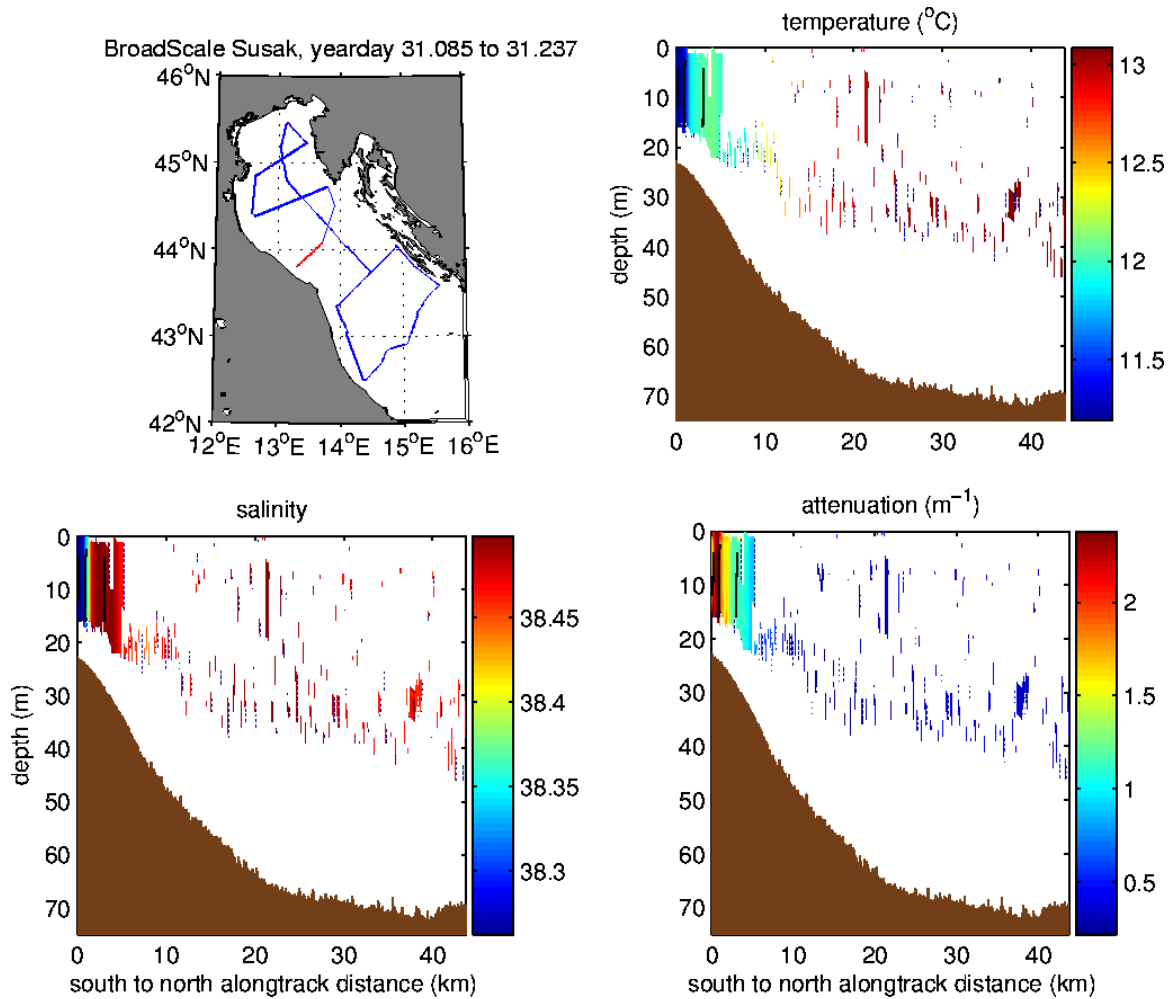 BroadScale Susak, yearday 31.085 to 31.237
46°N
45°N
44°N
43°N
42°N
12°E 13°E 14°E 15°E 16°E
temperature (°C)
0
10
20
30
40
50
60
70
depth (m)
0 10 20 30 40
13
12.5
12
11.5
salinity
0
10
20
30
40
50
60
70
depth (m)
0 10 20 30 40
south to north alongtrack distance (km)
38.45
38.4
38.35
38.3
attenuation (m⁻¹)
0
10
20
30
40
50
60
70
0 10 20 30 40
south to north alongtrack distance (km)
2
1.5
1
0.5